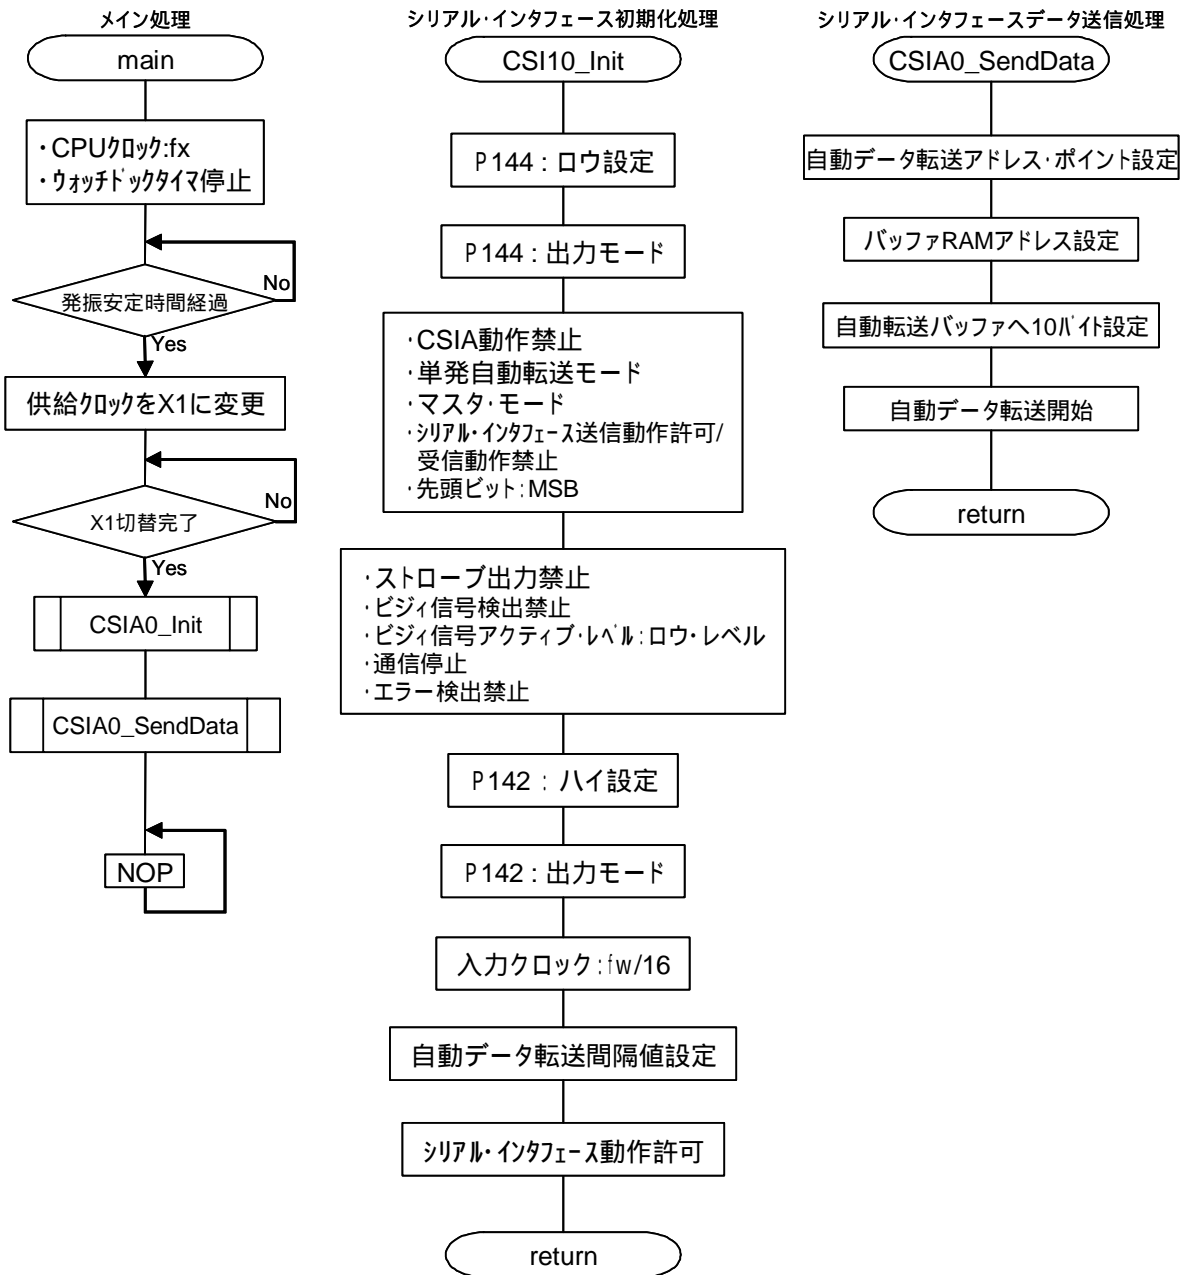 メイン処理
main
・CPUクロック:fx
・ウォッチドックタイマ停止
No
発振安定時間経過
Yes
供給クロックをX1に変更
No
X1切替完了
Yes
CSIA0_Init
CSIA0_SendData
NOP
シリアル・インタフェース初期化処理
CSI10_Init
P144：ロウ設定
P144：出力モード
・CSIA動作禁止
・単発自動転送モード
・マスタ・モード
・シリアル・インタフェース送信動作許可/
受信動作禁止
・先頭ビット:MSB
・ストローブ出力禁止
・ビジィ信号検出禁止
・ビジィ信号アクティブ・レベル：ロウ・レベル
・通信停止
・エラー検出禁止
P142：ハイ設定
P142：出力モード
入力クロック:fw/16
自動データ転送間隔値設定
シリアル・インタフェース動作許可
return
シリアル・インタフェースデータ送信処理
CSIA0_SendData
自動データ転送アドレス・ポイント設定
バッファRAMアドレス設定
自動転送バッファへ10バイト設定
自動データ転送開始
return